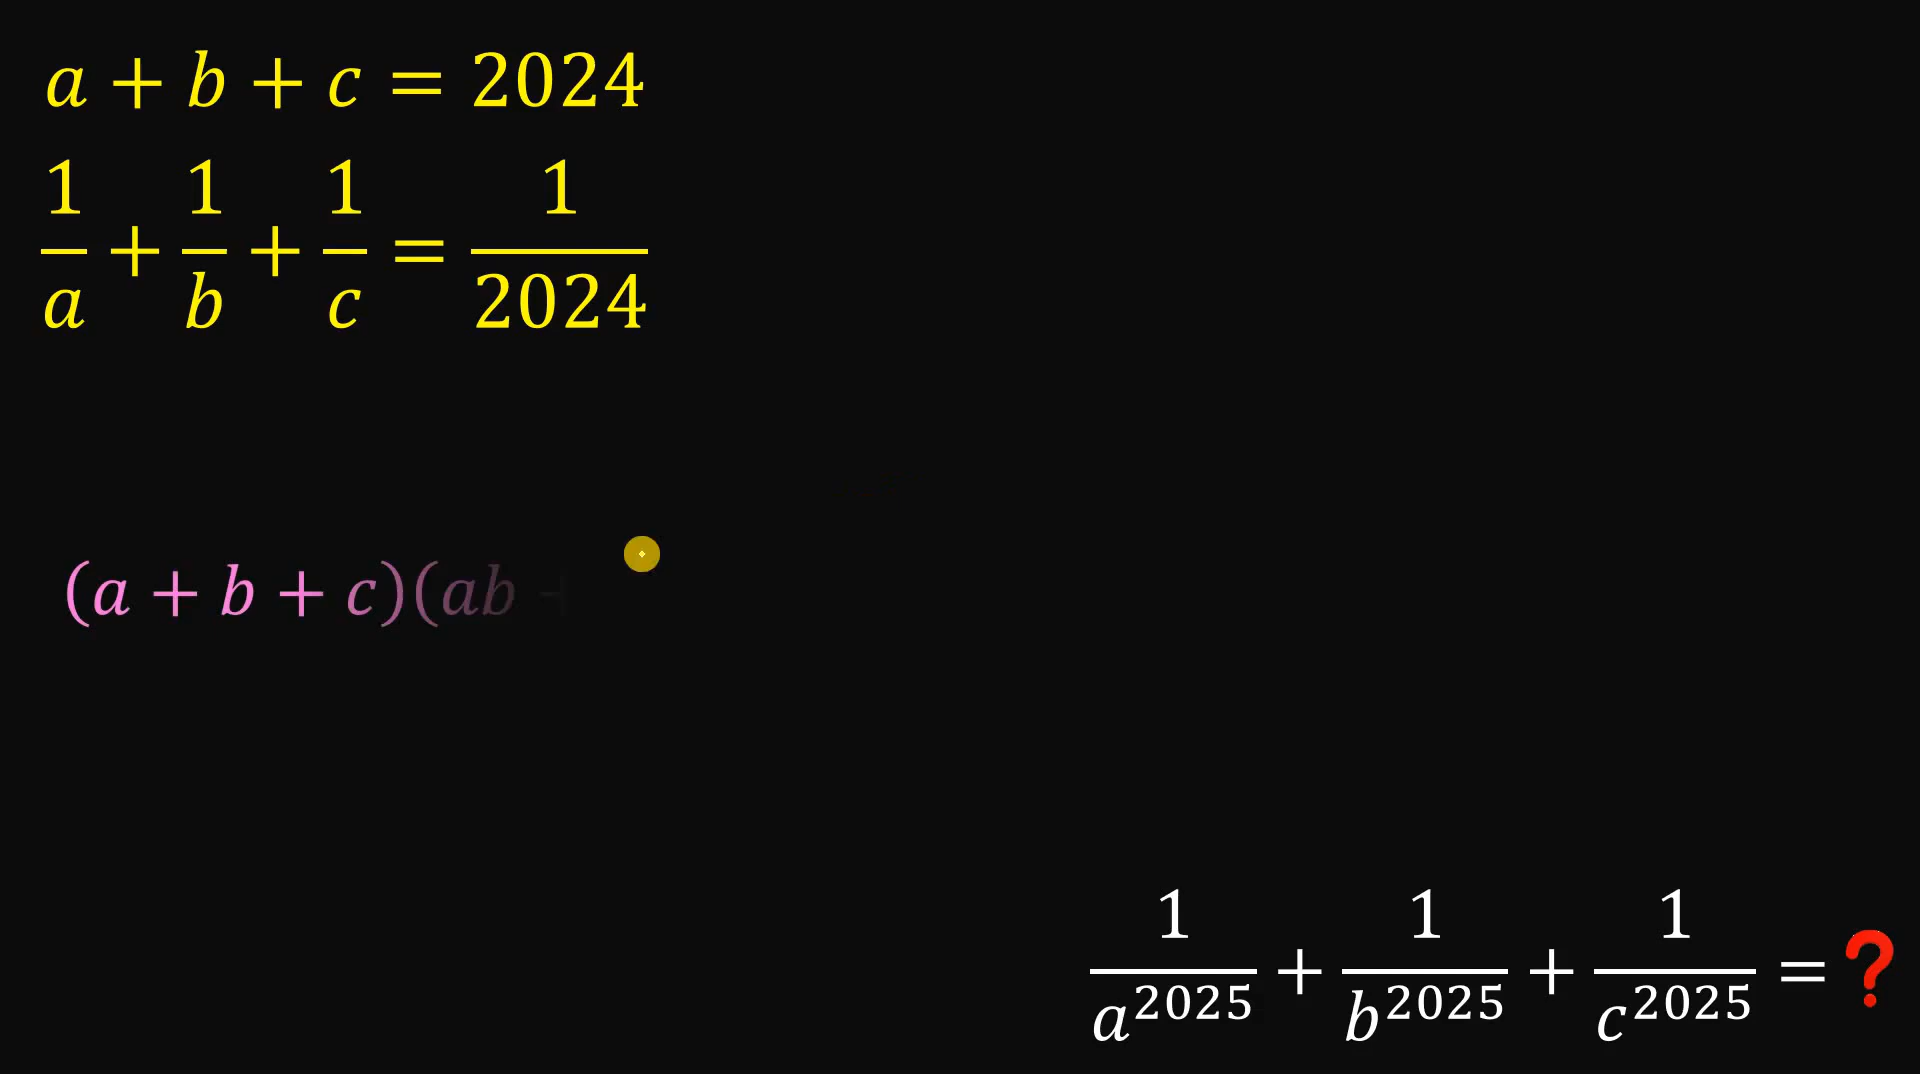 a + b + c = 2024
1/a + 1/b + 1/c = 1/2024
(a + b + c)(ab +
1/a^2025 + 1/b^2025 + 1/c^2025 = ❓